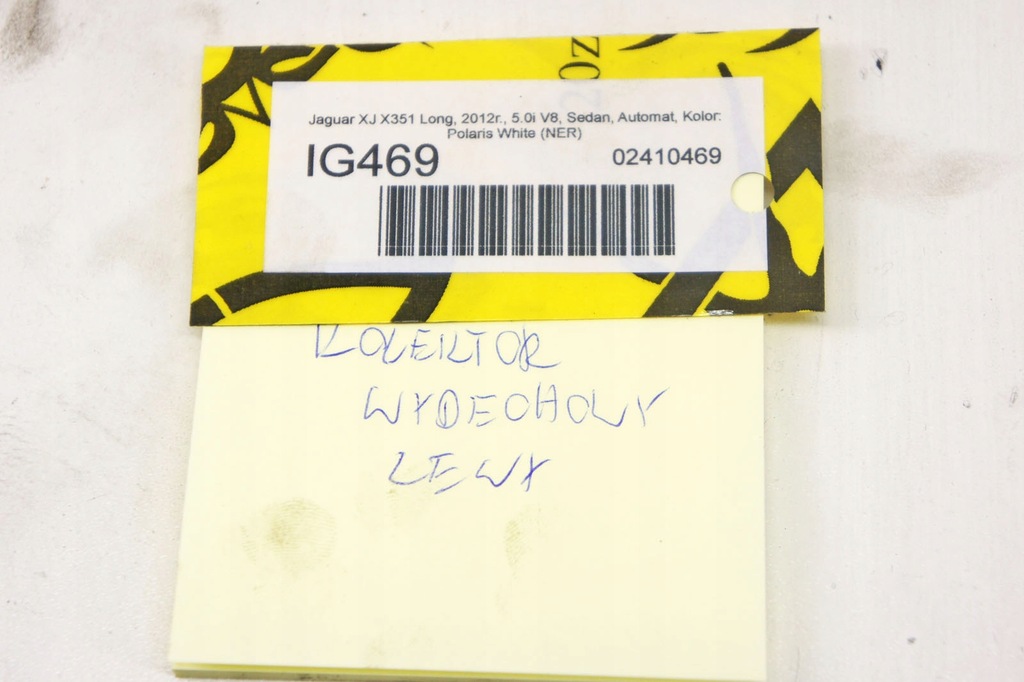 Jaguar XJ X351 Long, 2012r., 5.0i V8, Sedan, Automat, Kolor:
Polaris White (NER)
IG469
02410469
KOLEKTOR
WYDECHOWY
LEWY